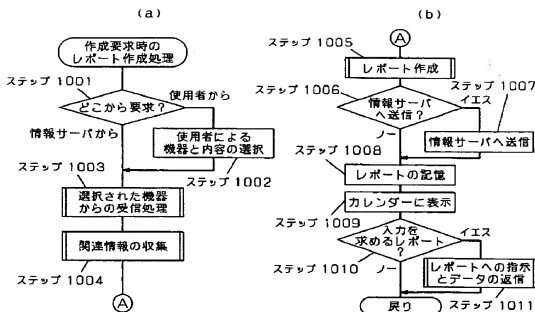 (a)
作成要求時の
レポート作成処理
ステップ 1001
どこから要求?
使用者から
情報サーバから
使用者による
機器と内容の選択
ステップ 1002
ステップ 1003
選択された機器
からの受信処理
関連情報の収集
ステップ 1004
A
(b)
A
ステップ 1005
レポート作成
ステップ 1006
情報サーバ
へ送信?
イエス
ステップ 1007
情報サーバへ送信
ノー
ステップ 1008
レポートの記憶
カレンダーに表示
ステップ 1009
入力を
求めるレポート
?
イエス
ステップ 1010
ノー
レポートへの指示
とデータの返信
ステップ 1011
戻り